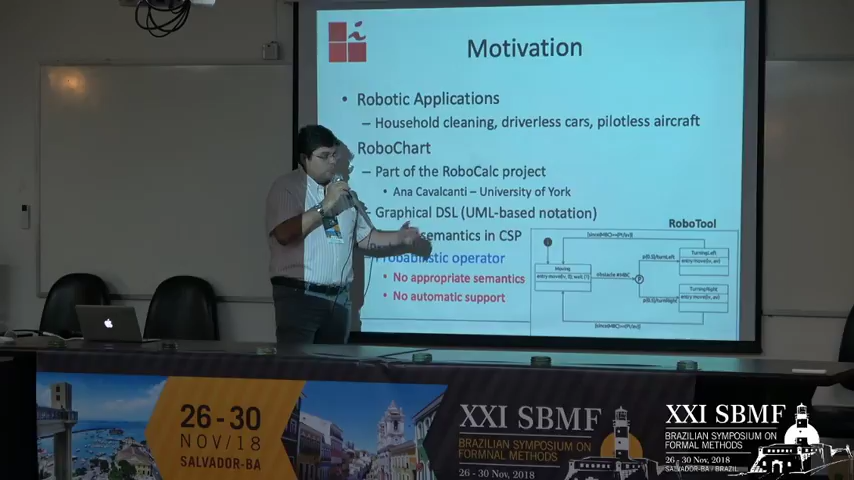 Motivation
• Robotic Applications
– Household cleaning, driverless cars, pilotless aircraft
RoboChart
– Part of the RoboCalc project
• Ana Cavalcanti – University of York
– Graphical DSL (UML-based notation)
semantics in CSP
Probabilistic operator
• No appropriate semantics
• No automatic support
RoboTool
Moving
TurningLeft
TurningRight
26-30
NOV/18
SALVADOR-BA
XXI SBMF
BRAZILIAN SYMPOSIUM ON
FORMNAL METHODS
26 - 30 Nov, 2018
XXI SBMF
BRAZILIAN SYMPOSIUM ON
FORMAL METHODS
26 - 30 Nov, 2018
SALVADOR-BA / BRAZIL